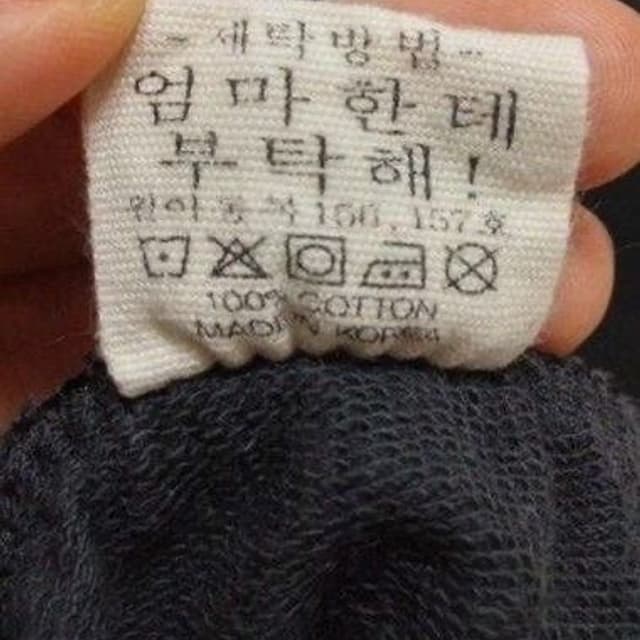 - 세탁방법 -
엄마한테
부탁해!
156, 157호
100% COTTON
MADE IN KOREA